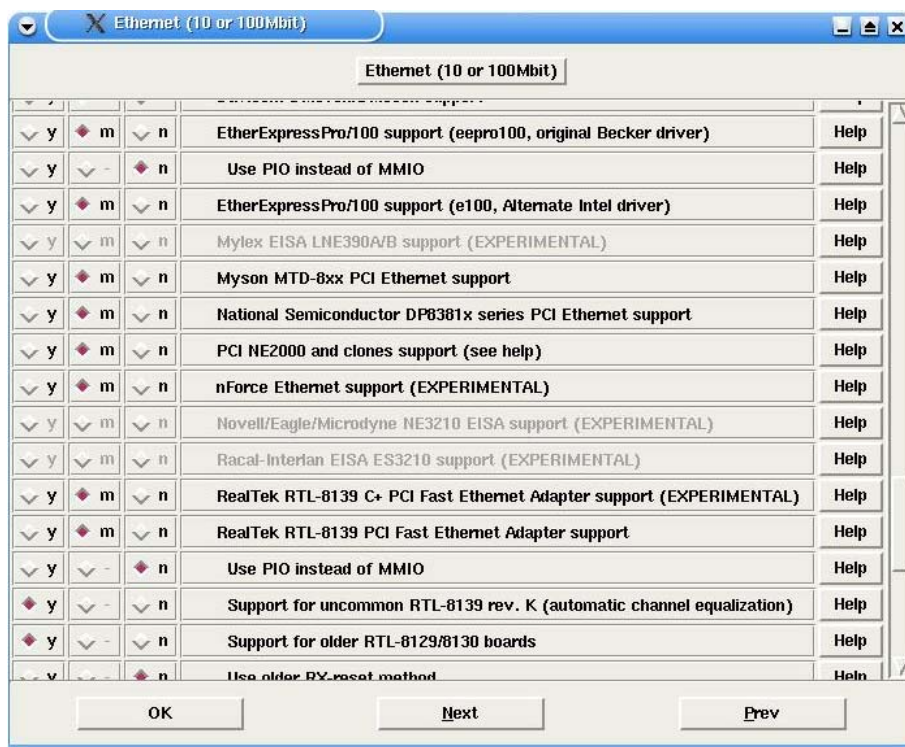 Ethernet (10 or 100Mbit)
Ethernet (10 or 100Mbit)
y m n EtherExpressPro/100 support (eepro100, original Becker driver) Help
y - n Use PIO instead of MMIO Help
y m n EtherExpressPro/100 support (e100, Alternate Intel driver) Help
y m n Mylex EISA LNE390A/B support (EXPERIMENTAL) Help
y m n Myson MTD-8xx PCI Ethernet support Help
y m n National Semiconductor DP8381x series PCI Ethernet support Help
y m n PCI NE2000 and clones support (see help) Help
y m n nForce Ethernet support (EXPERIMENTAL) Help
y m n Novell/Eagle/Microdyne NE3210 EISA support (EXPERIMENTAL) Help
y m n Racal-Interlan EISA ES3210 support (EXPERIMENTAL) Help
y m n RealTek RTL-8139 C+ PCI Fast Ethernet Adapter support (EXPERIMENTAL) Help
y m n RealTek RTL-8139 PCI Fast Ethernet Adapter support Help
y - n Use PIO instead of MMIO Help
y - n Support for uncommon RTL-8139 rev. K (automatic channel equalization) Help
y - n Support for older RTL-8129/8130 boards Help
y - n Use older RX-reset method Help
OK Next Prev